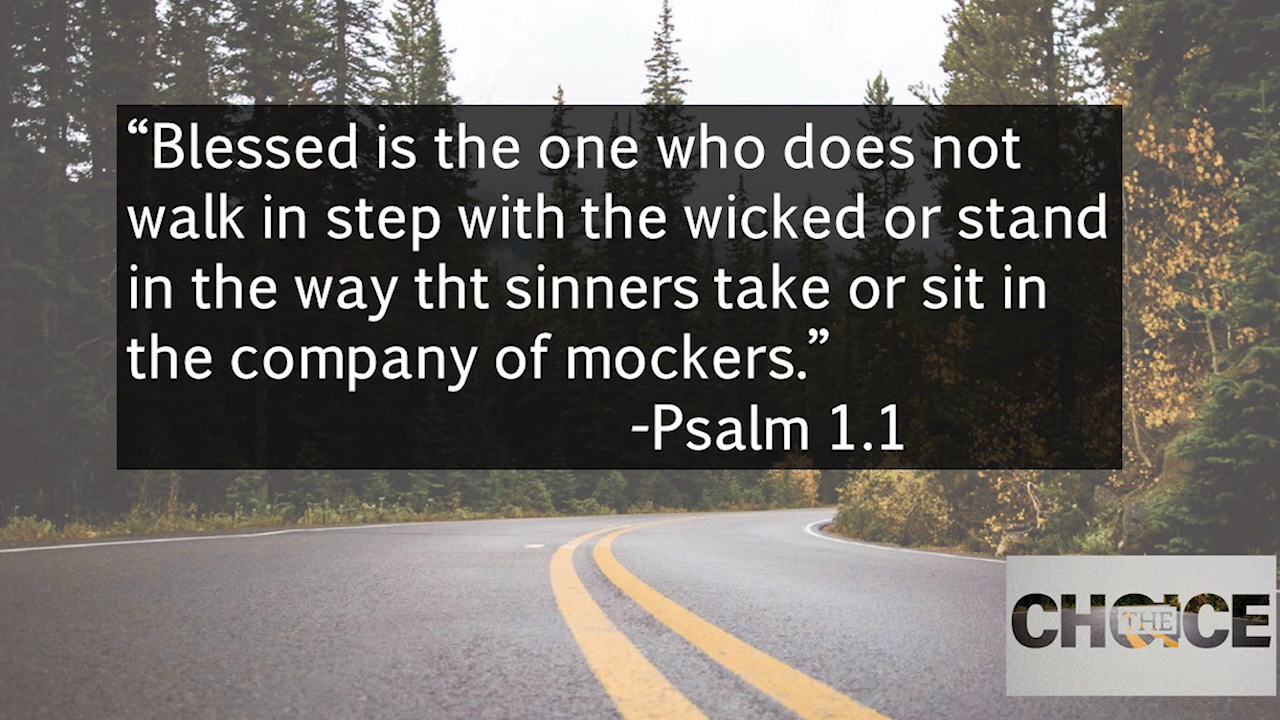 “Blessed is the one who does not
walk in step with the wicked or stand
in the way tht sinners take or sit in
the company of mockers.”
-Psalm 1.1
THE
CHOICE